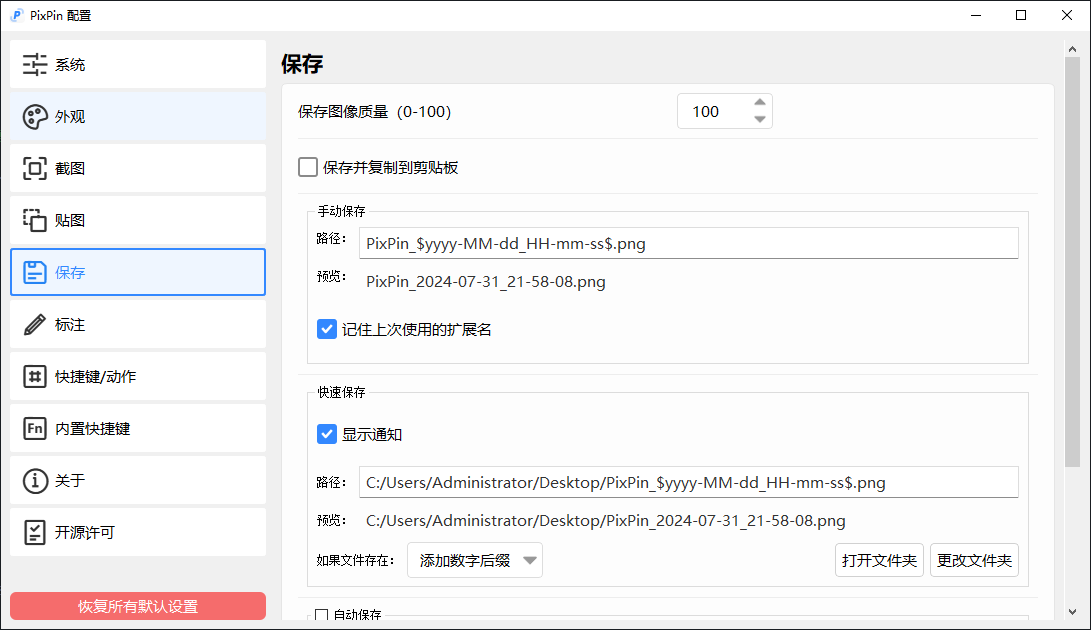 PixPin 配置
系统
外观
截图
贴图
保存
标注
快捷键/动作
内置快捷键
关于
开源许可
恢复所有默认设置
保存
保存图像质量（0-100） 100
保存并复制到剪贴板
手动保存
路径： PixPin_$yyyy-MM-dd_HH-mm-ss$.png
预览： PixPin_2024-07-31_21-58-08.png
记住上次使用的扩展名
快速保存
显示通知
路径： C:/Users/Administrator/Desktop/PixPin_$yyyy-MM-dd_HH-mm-ss$.png
预览： C:/Users/Administrator/Desktop/PixPin_2024-07-31_21-58-08.png
如果文件存在： 添加数字后缀 打开文件夹 更改文件夹
自动保存